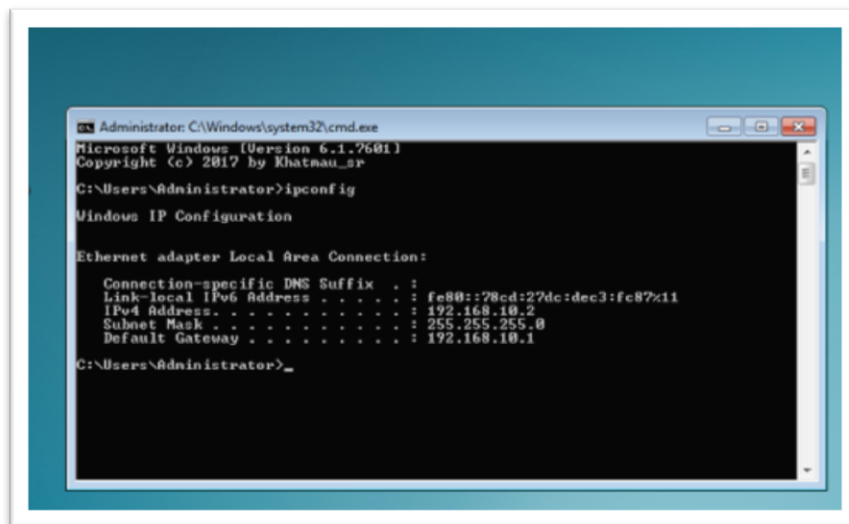 Administrator: C:\Windows\system32\cmd.exe
Microsoft Windows [Version 6.1.7601]
Copyright (c) 2017 by Khatmau_sr
C:\Users\Administrator>ipconfig
Windows IP Configuration
Ethernet adapter Local Area Connection:
Connection-specific DNS Suffix . :
Link-local IPv6 Address . . . . . : fe80::78cd:27dc:dec3:fc87%11
IPv4 Address. . . . . . . . . . . : 192.168.10.2
Subnet Mask . . . . . . . . . . . : 255.255.255.0
Default Gateway . . . . . . . . . : 192.168.10.1
C:\Users\Administrator>_